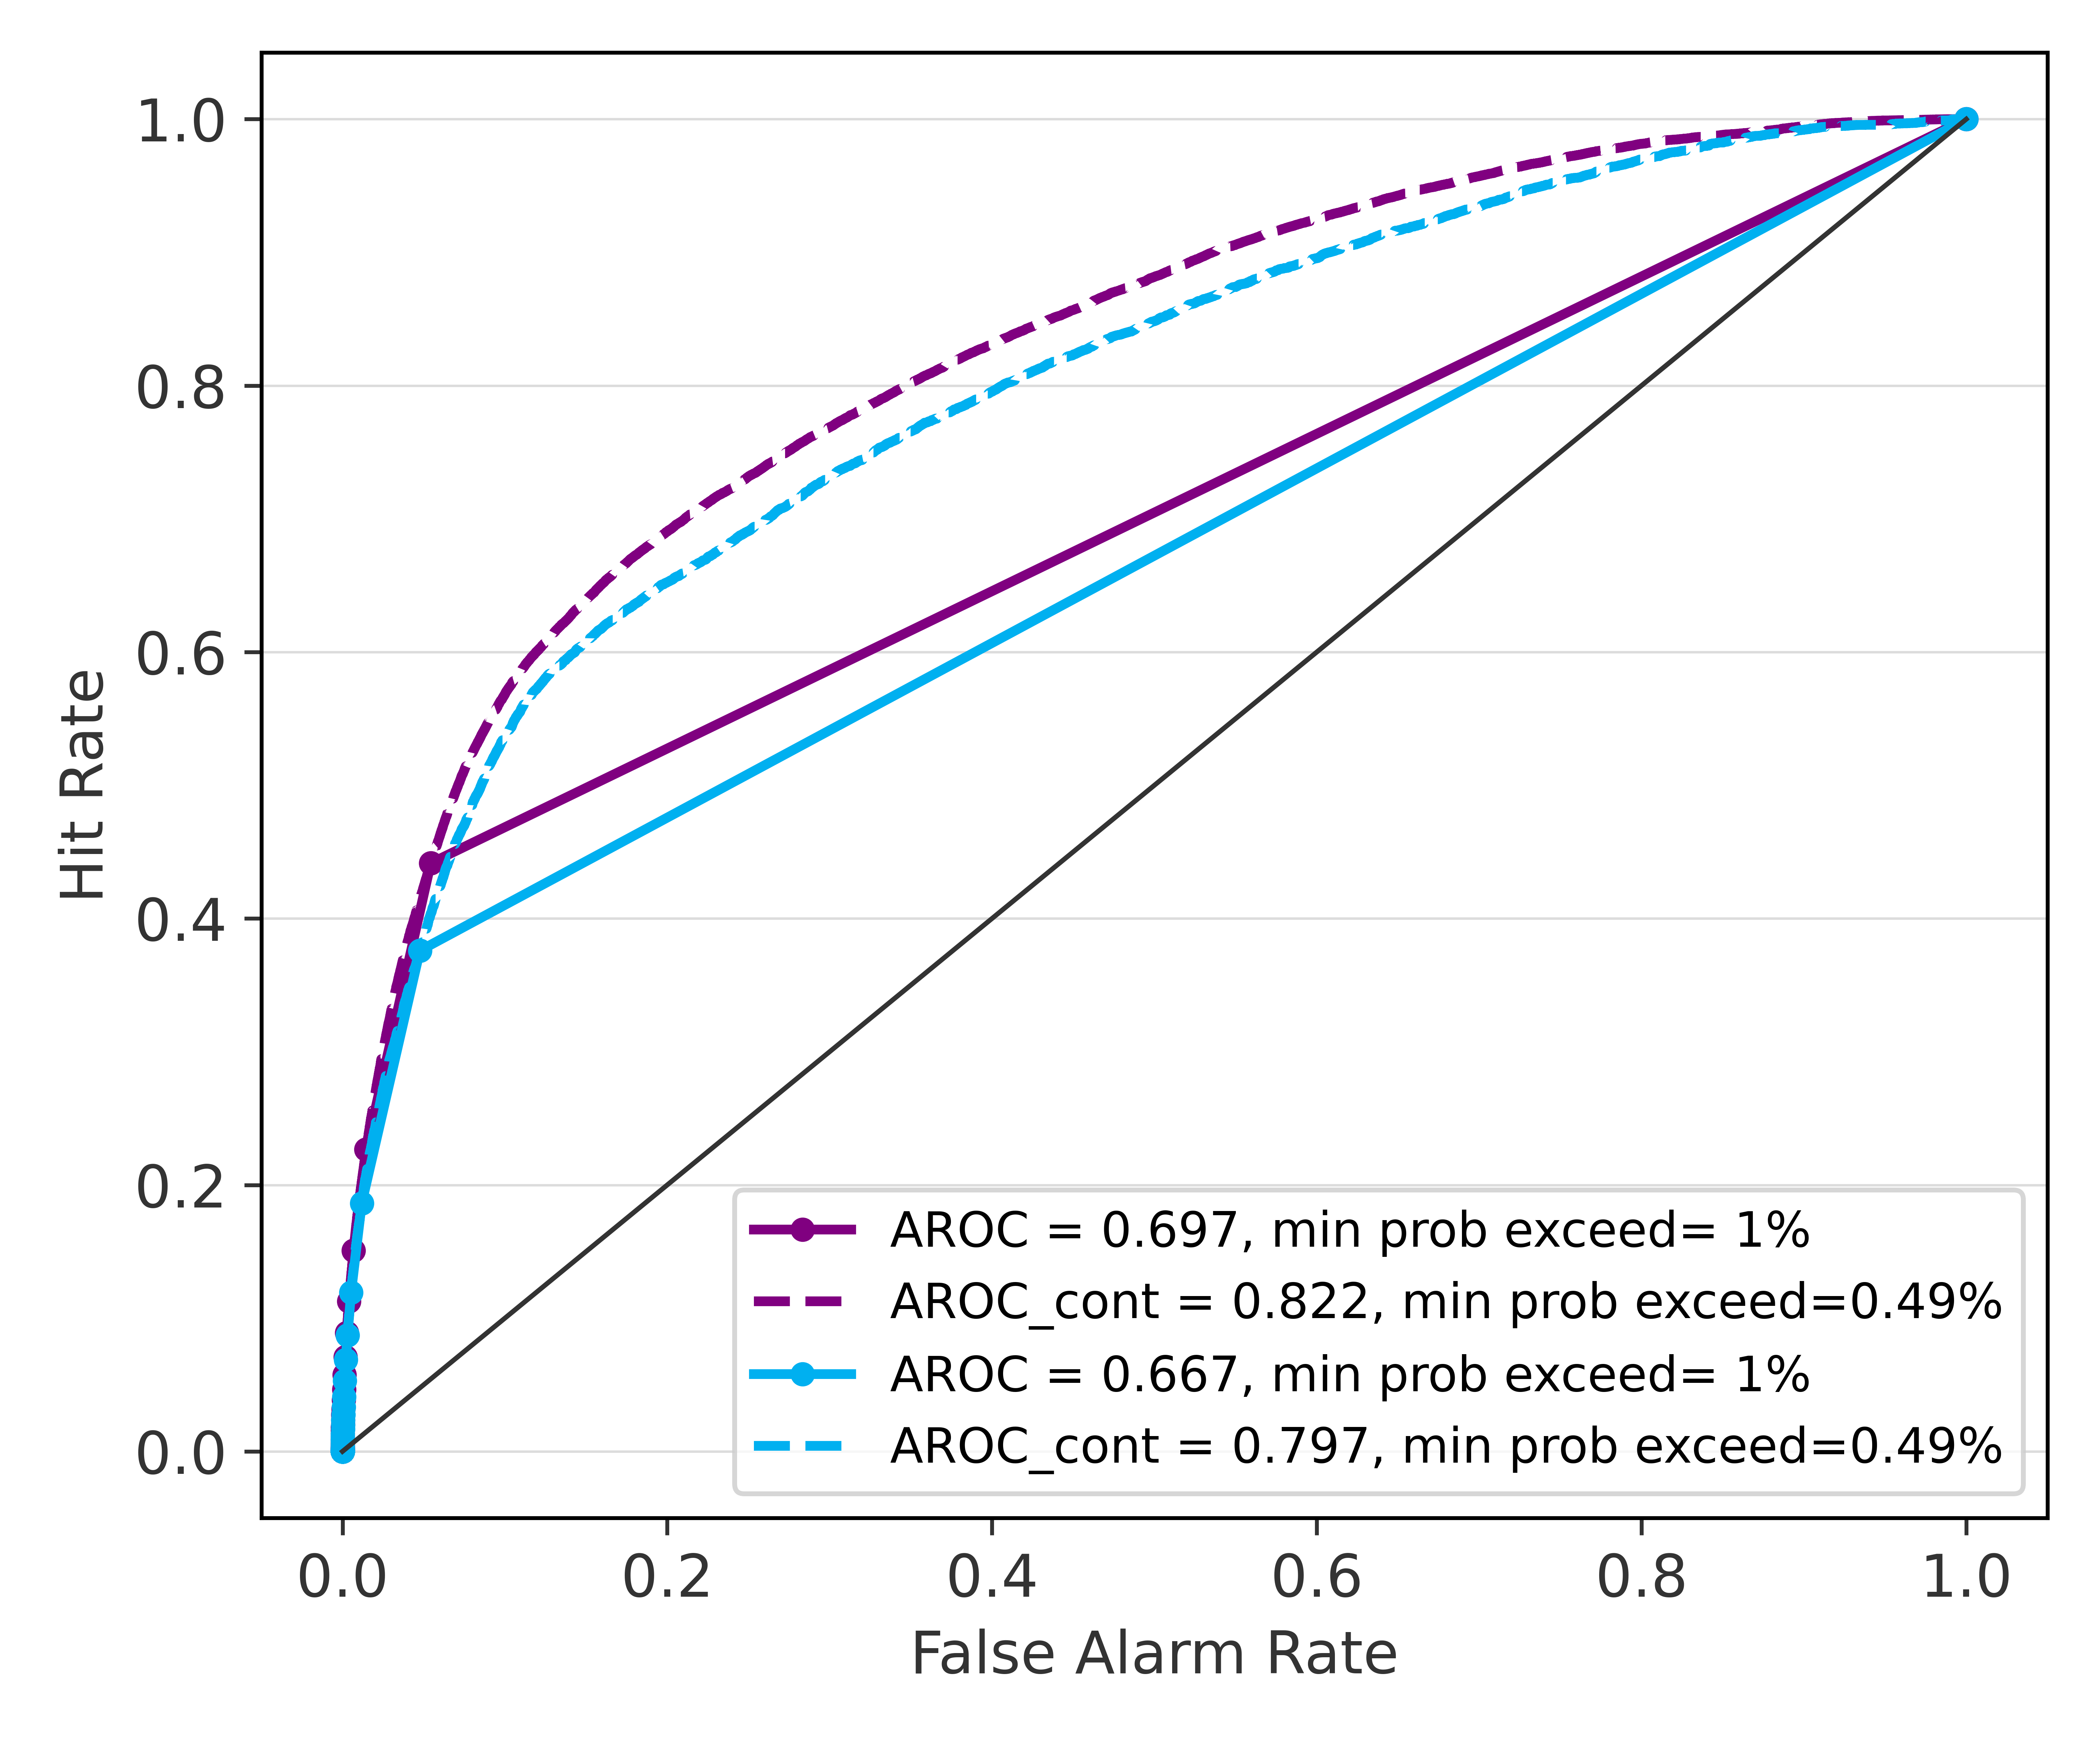 1.0
0.8
0.6
0.4
0.2
0.0
Hit Rate
AROC = 0.697, min prob exceed= 1%
AROC_cont = 0.822, min prob exceed=0.49%
AROC = 0.667, min prob exceed= 1%
AROC_cont = 0.797, min prob exceed=0.49%
0.0 0.2 0.4 0.6 0.8 1.0
False Alarm Rate